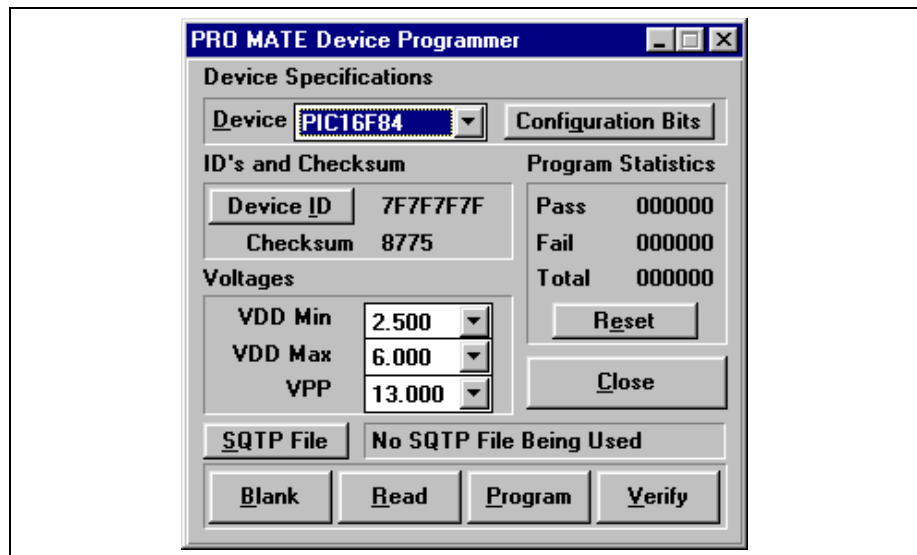 PRO MATE Device Programmer
Device Specifications
Device PIC16F84 Configuration Bits
ID's and Checksum
Device ID 7F7F7F7F
Checksum 8775
Program Statistics
Pass 000000
Fail 000000
Total 000000
Reset
Voltages
VDD Min 2.500
VDD Max 6.000
VPP 13.000
Close
SQTP File No SQTP File Being Used
Blank Read Program Verify